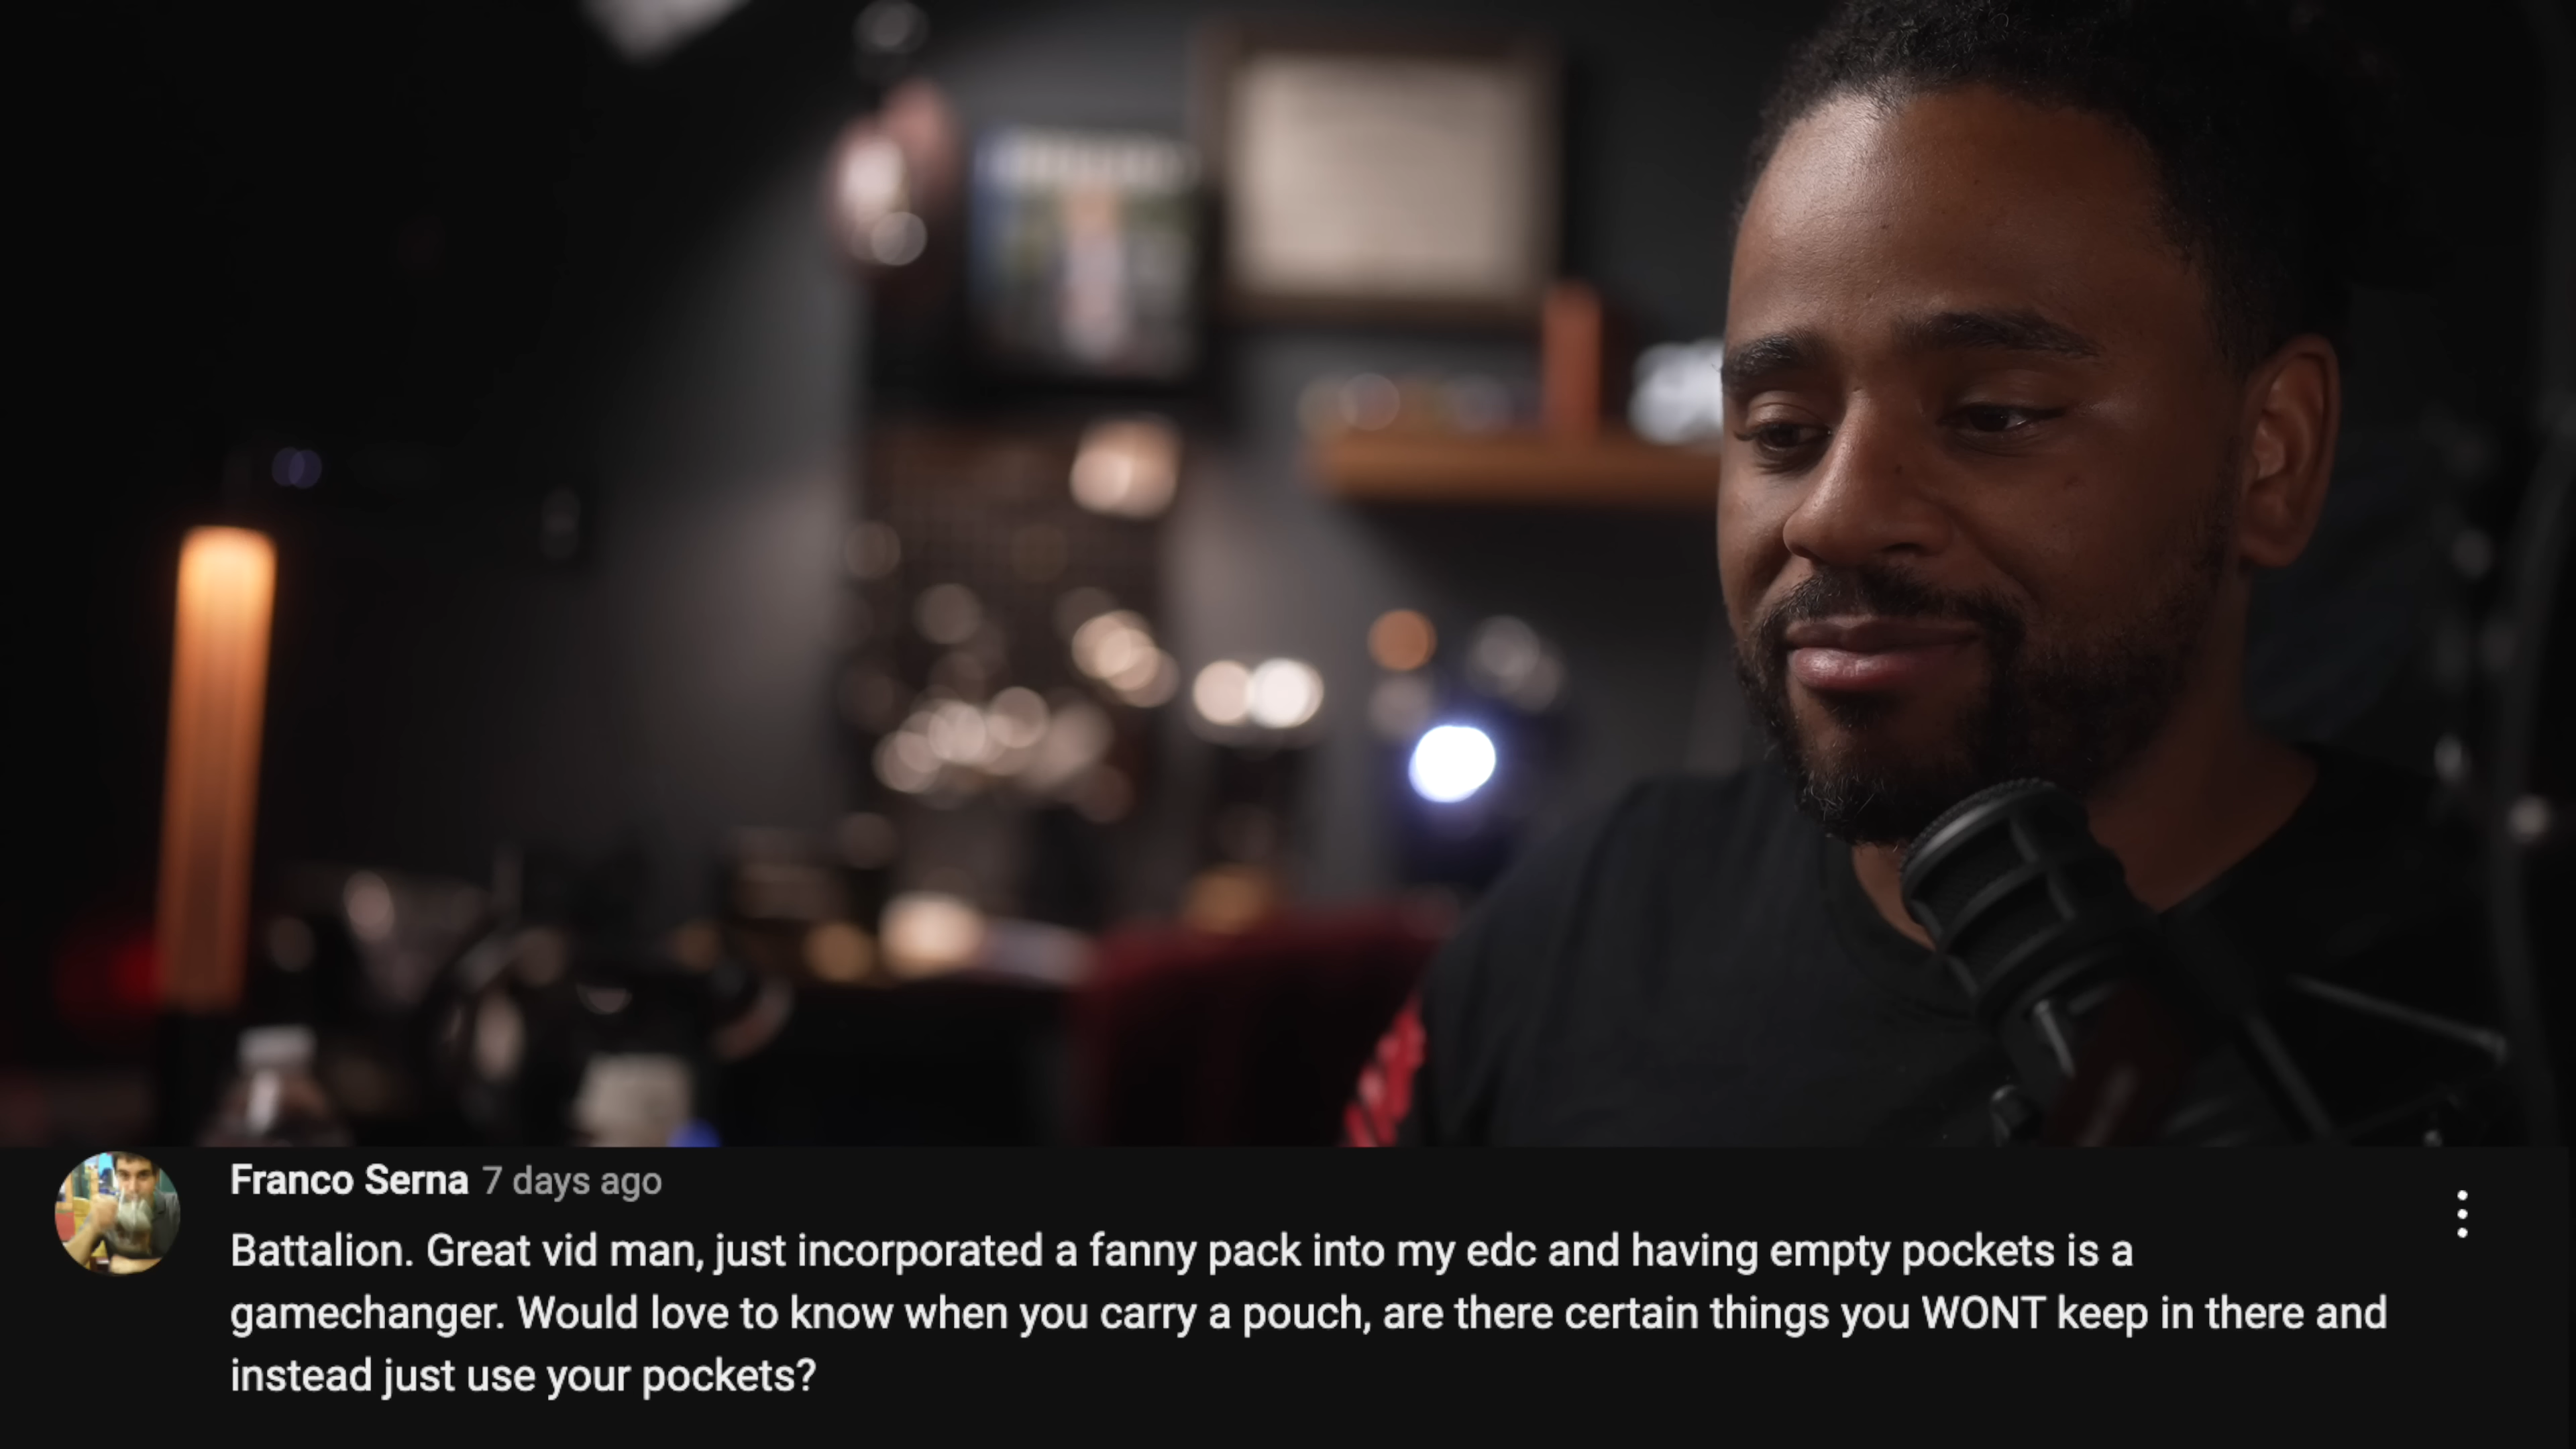 Franco Serna 7 days ago
Battalion. Great vid man, just incorporated a fanny pack into my edc and having empty pockets is a
gamechanger. Would love to know when you carry a pouch, are there certain things you WONT keep in there and
instead just use your pockets?